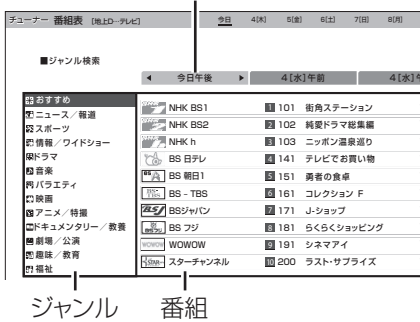 チューナー 番組表 [地上D…テレビ] 今日 4[木] 5[金] 6[土] 7[日] 8[月]
■ジャンル検索
◀ 今日午後 ▶ 4[水]午前 4[水]午
おすすめ
ニュース/報道
スポーツ
情報/ワイドショー
ドラマ
音楽
バラエティ
映画
アニメ/特撮
ドキュメンタリー/教養
劇場/公演
趣味/教育
福祉
NHK BS1 1 101 街角ステーション
NHK BS2 2 102 純愛ドラマ総集編
NHK h 3 103 ニッポン温泉巡り
BS 日テレ 4 141 テレビでお買い物
BS朝日1 5 151 勇者の食卓
BS-TBS BS - TBS 6 161 コレクション F
BSJ BSジャパン 7 171 J-ショップ
BSフジ BS フジ 8 181 らくらくショッピング
WOWOW WOWOW 9 191 シネマアイ
STAR スターチャンネル 10 200 ラスト・サプライズ
ジャンル 番組